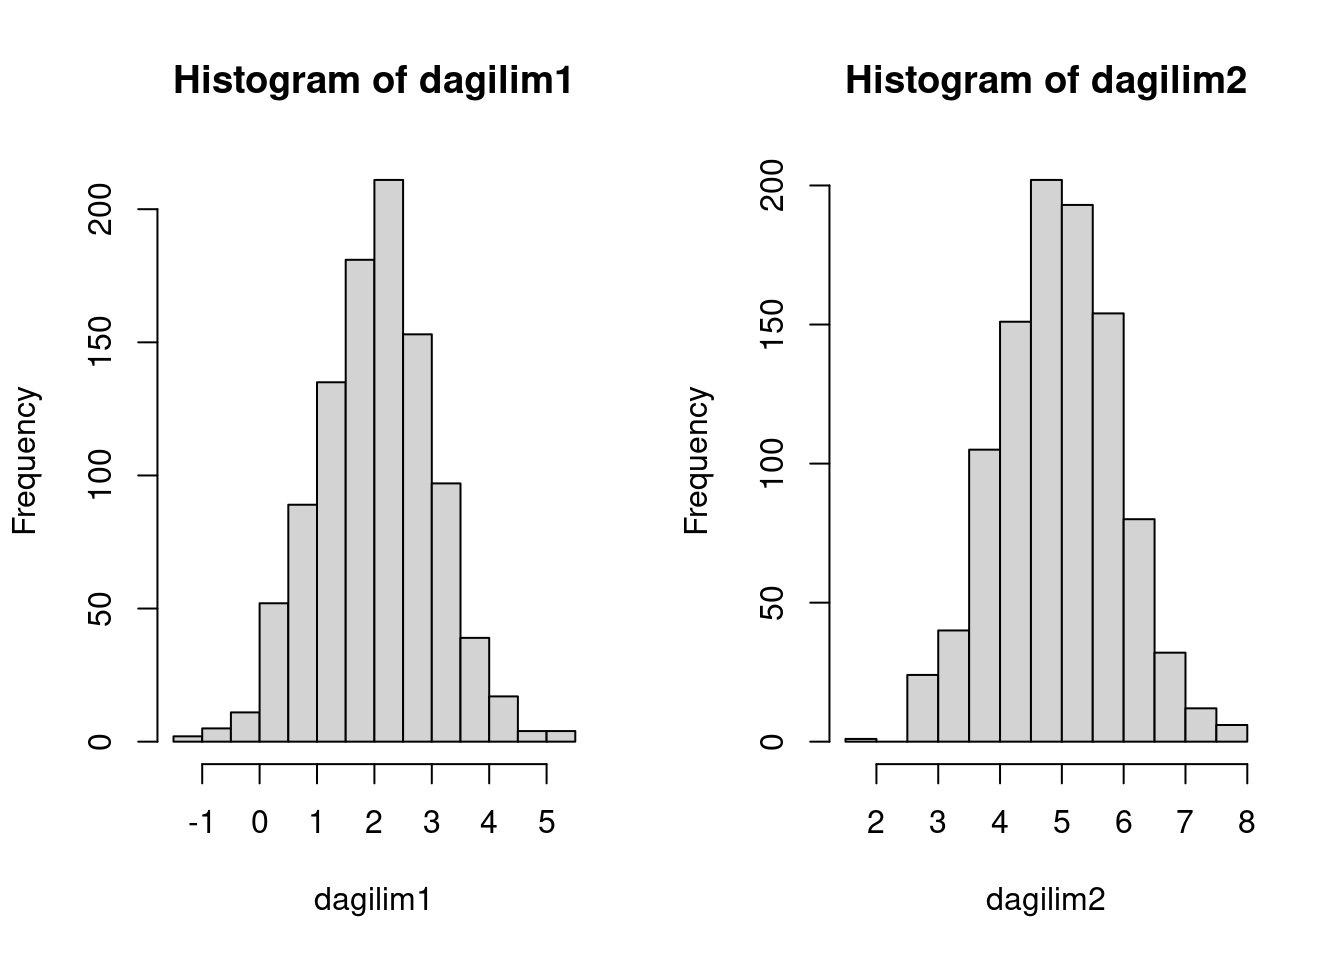 Histogram of dagilim1
Frequency
200
150
100
50
0
-1 0 1 2 3 4 5
dagilim1
Histogram of dagilim2
Frequency
200
150
100
50
0
2 3 4 5 6 7 8
dagilim2